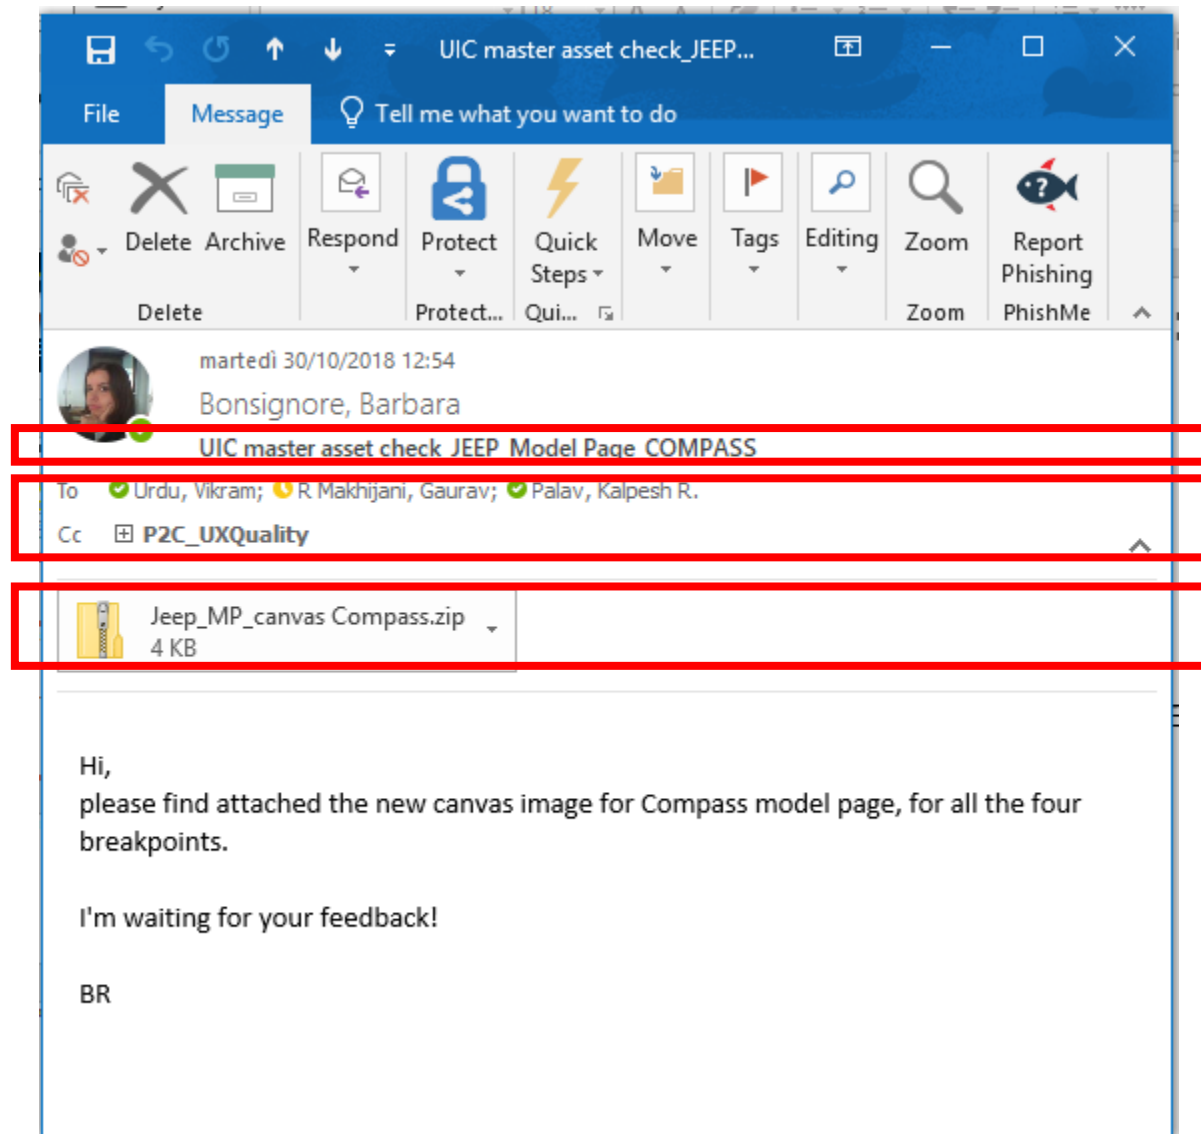 UIC master asset check_JEEP...
File Message Tell me what you want to do
Delete Archive Respond Protect Quick Steps Move Tags Editing Zoom Report Phishing
Delete Protect... Qui... Zoom PhishMe
martedì 30/10/2018 12:54
Bonsignore, Barbara
UIC master asset check_JEEP_Model Page_COMPASS
To Urdu, Vikram; R Makhijani, Gaurav; Palav, Kalpesh R.
Cc P2C_UXQuality
Jeep_MP_canvas Compass.zip
4 KB
Hi,
please find attached the new canvas image for Compass model page, for all the four
breakpoints.
I'm waiting for your feedback!
BR